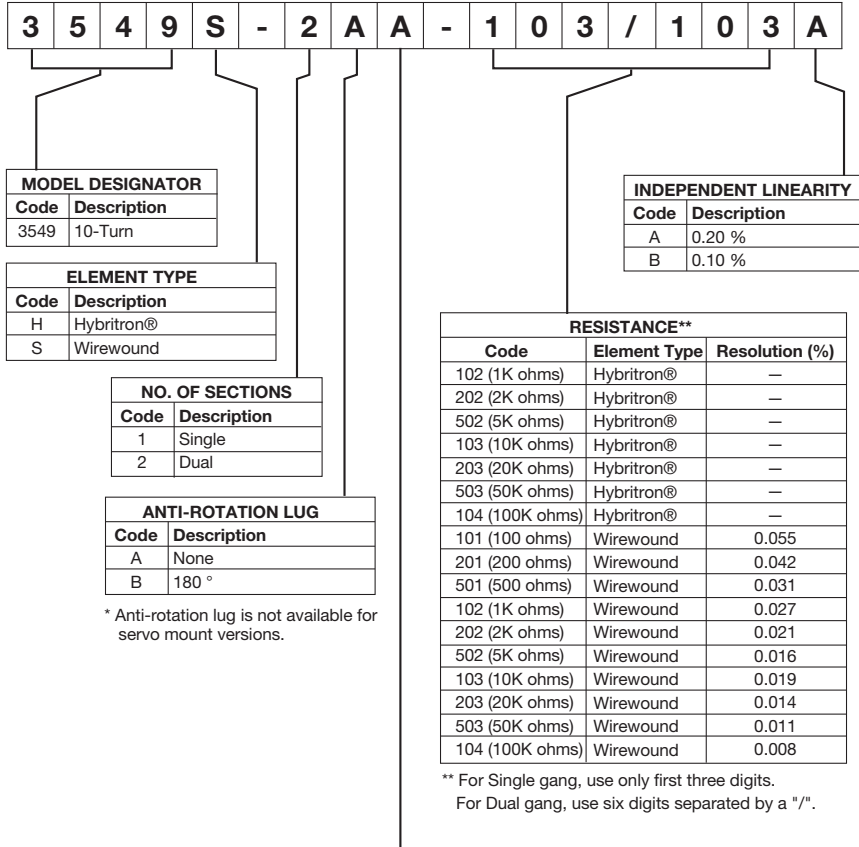 3 5 4 9 S - 2 A A - 1 0 3 / 1 0 3 A
MODEL DESIGNATOR
Code Description
3549 10-Turn
ELEMENT TYPE
Code Description
H Hybritron®
S Wirewound
NO. OF SECTIONS
Code Description
1 Single
2 Dual
ANTI-ROTATION LUG
Code Description
A None
B 180 °
* Anti-rotation lug is not available for
servo mount versions.
INDEPENDENT LINEARITY
Code Description
A 0.20 %
B 0.10 %
RESISTANCE**
Code Element Type Resolution (%)
102 (1K ohms) Hybritron® —
202 (2K ohms) Hybritron® —
502 (5K ohms) Hybritron® —
103 (10K ohms) Hybritron® —
203 (20K ohms) Hybritron® —
503 (50K ohms) Hybritron® —
104 (100K ohms) Hybritron® —
101 (100 ohms) Wirewound 0.055
201 (200 ohms) Wirewound 0.042
501 (500 ohms) Wirewound 0.031
102 (1K ohms) Wirewound 0.027
202 (2K ohms) Wirewound 0.021
502 (5K ohms) Wirewound 0.016
103 (10K ohms) Wirewound 0.019
203 (20K ohms) Wirewound 0.014
503 (50K ohms) Wirewound 0.011
104 (100K ohms) Wirewound 0.008
** For Single gang, use only first three digits.
For Dual gang, use six digits separated by a "/".